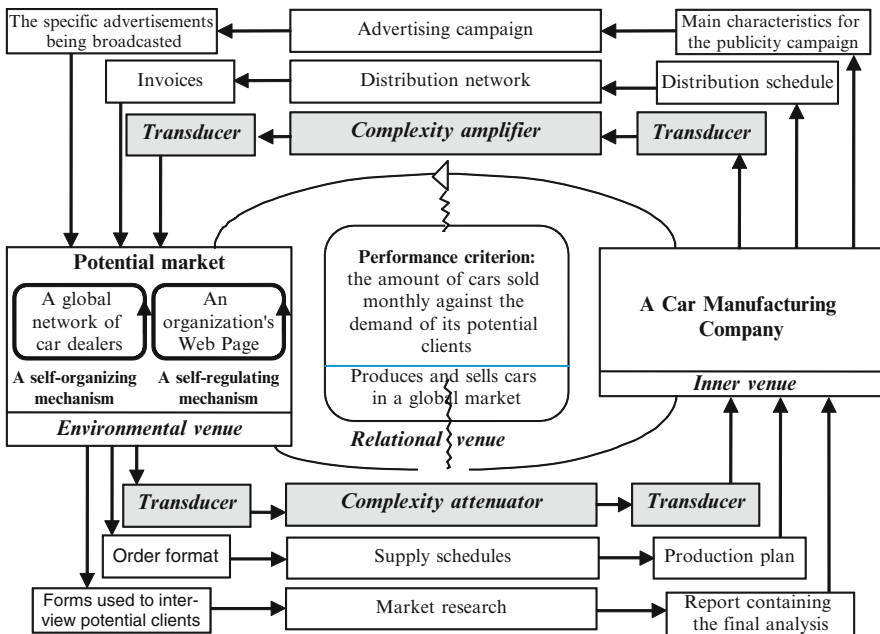 The specific advertisements
being broadcasted
Advertising campaign
Main characteristics for
the publicity campaign
Invoices
Distribution network
Distribution schedule
Transducer
Complexity amplifier
Transducer
Potential market
A global
network of
car dealers
An
organization's
Web Page
A self-organizing
mechanism
A self-regulating
mechanism
Environmental venue
Performance criterion:
the amount of cars sold
monthly against the
demand of its potential
clients
Produces and sells cars
in a global market
Relational venue
A Car Manufacturing
Company
Inner venue
Transducer
Complexity attenuator
Transducer
Order format
Supply schedules
Production plan
Forms used to inter-
view potential clients
Market research
Report containing
the final analysis